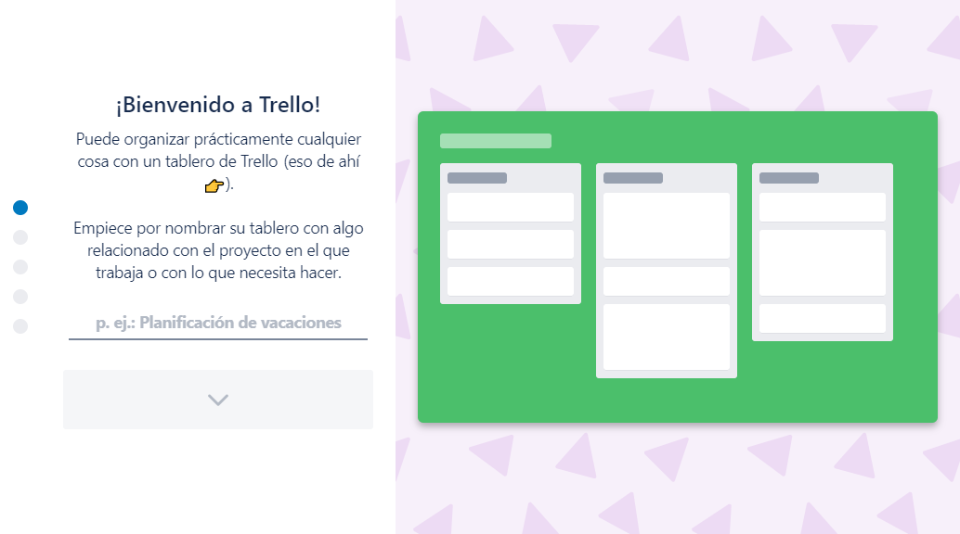 ¡Bienvenido a Trello!
Puede organizar prácticamente cualquier
cosa con un tablero de Trello (eso de ahí
👉).
Empiece por nombrar su tablero con algo
relacionado con el proyecto en el que
trabaja o con lo que necesita hacer.
p. ej.: Planificación de vacaciones